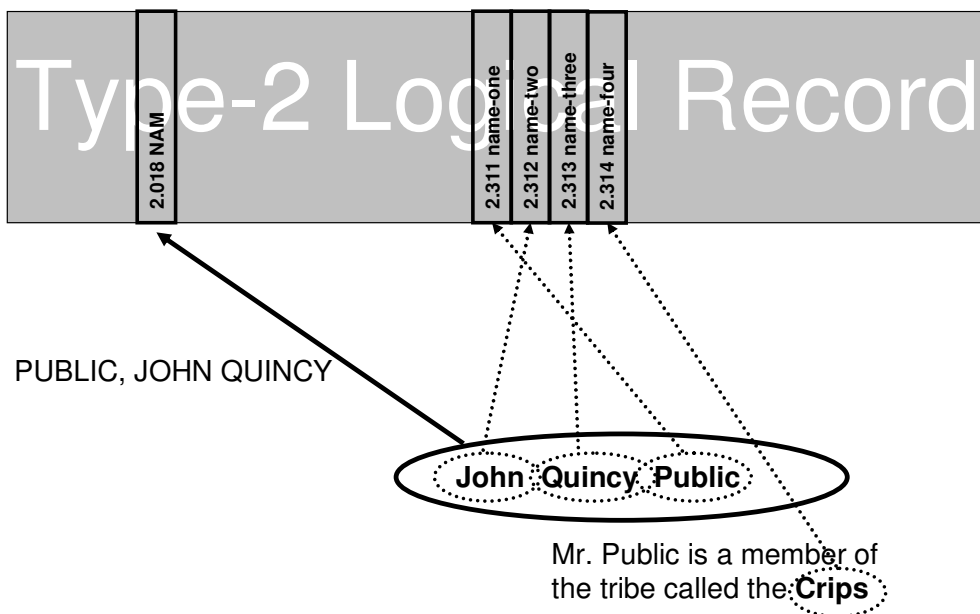 Type-2 Logical Record
2.018 NAM
2.311 name-one
2.312 name-two
2.313 name-three
2.314 name-four
PUBLIC, JOHN QUINCY
John Quincy Public
Mr. Public is a member of
the tribe called the Crips